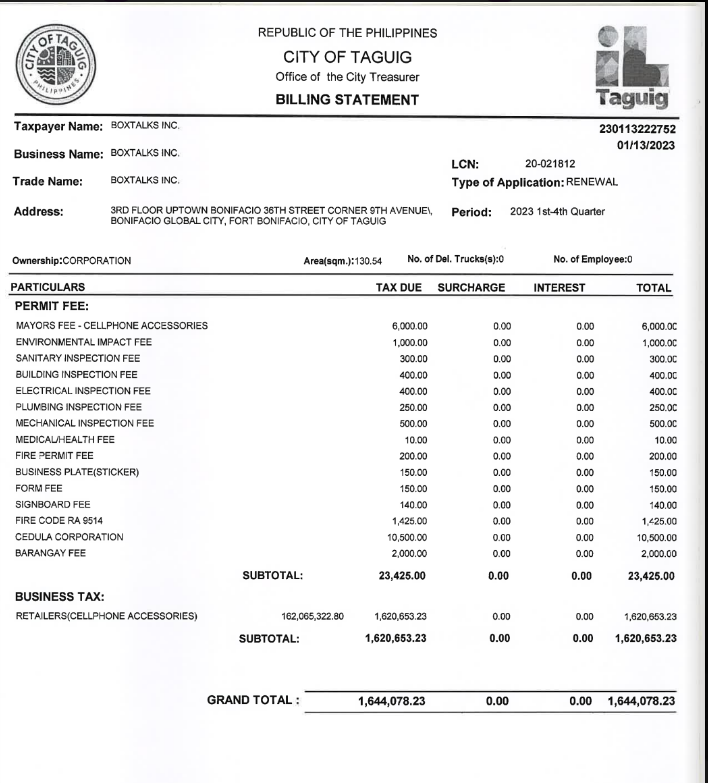 REPUBLIC OF THE PHILIPPINES
CITY OF TAGUIG
Office of the City Treasurer
BILLING STATEMENT
CITY OF TAGUIG
PHILIPPINES
Taguig
Taxpayer Name: BOXTALKS INC. 230113222752
01/13/2023
Business Name: BOXTALKS INC.
LCN: 20-021812
Trade Name: BOXTALKS INC. Type of Application: RENEWAL
Address: 3RD FLOOR UPTOWN BONIFACIO 36TH STREET CORNER 9TH AVENUE\, Period: 2023 1st-4th Quarter
BONIFACIO GLOBAL CITY, FORT BONIFACIO, CITY OF TAGUIG
Ownership:CORPORATION Area(sqm.):130.54 No. of Del. Trucks(s):0 No. of Employee:0
PARTICULARS TAX DUE SURCHARGE INTEREST TOTAL
PERMIT FEE:
MAYORS FEE - CELLPHONE ACCESSORIES 6,000.00 0.00 0.00 6,000.00
ENVIRONMENTAL IMPACT FEE 1,000.00 0.00 0.00 1,000.00
SANITARY INSPECTION FEE 300.00 0.00 0.00 300.00
BUILDING INSPECTION FEE 400.00 0.00 0.00 400.00
ELECTRICAL INSPECTION FEE 400.00 0.00 0.00 400.00
PLUMBING INSPECTION FEE 250.00 0.00 0.00 250.00
MECHANICAL INSPECTION FEE 500.00 0.00 0.00 500.00
MEDICAL/HEALTH FEE 10.00 0.00 0.00 10.00
FIRE PERMIT FEE 200.00 0.00 0.00 200.00
BUSINESS PLATE(STICKER) 150.00 0.00 0.00 150.00
FORM FEE 150.00 0.00 0.00 150.00
SIGNBOARD FEE 140.00 0.00 0.00 140.00
FIRE CODE RA 9514 1,425.00 0.00 0.00 1,425.00
CEDULA CORPORATION 10,500.00 0.00 0.00 10,500.00
BARANGAY FEE 2,000.00 0.00 0.00 2,000.00
SUBTOTAL: 23,425.00 0.00 0.00 23,425.00
BUSINESS TAX:
RETAILERS(CELLPHONE ACCESSORIES) 162,065,322.80 1,620,653.23 0.00 0.00 1,620,653.23
SUBTOTAL: 1,620,653.23 0.00 0.00 1,620,653.23
GRAND TOTAL : 1,644,078.23 0.00 0.00 1,644,078.23